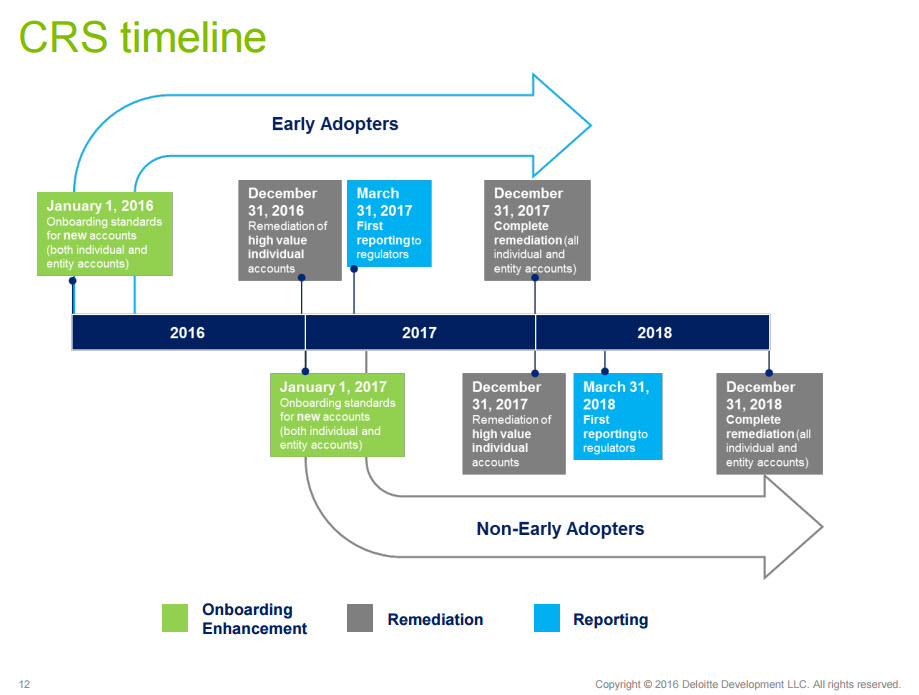 CRS timeline
Early Adopters
January 1, 2016
Onboarding standards
for new accounts
(both individual and
entity accounts)
December
31, 2016
Remediation of
high value
individual
accounts
March
31, 2017
First
reporting to
regulators
December
31, 2017
Complete
remediation (all
individual and
entity accounts)
2016
2017
2018
January 1, 2017
Onboarding standards
for new accounts
(both individual and
entity accounts)
December
31, 2017
Remediation of
high value
individual
accounts
March 31,
2018
First
reporting to
regulators
December
31, 2018
Complete
remediation (all
individual and
entity accounts)
Non-Early Adopters
Onboarding
Enhancement
Remediation
Reporting
12
Copyright © 2016 Deloitte Development LLC. All rights reserved.